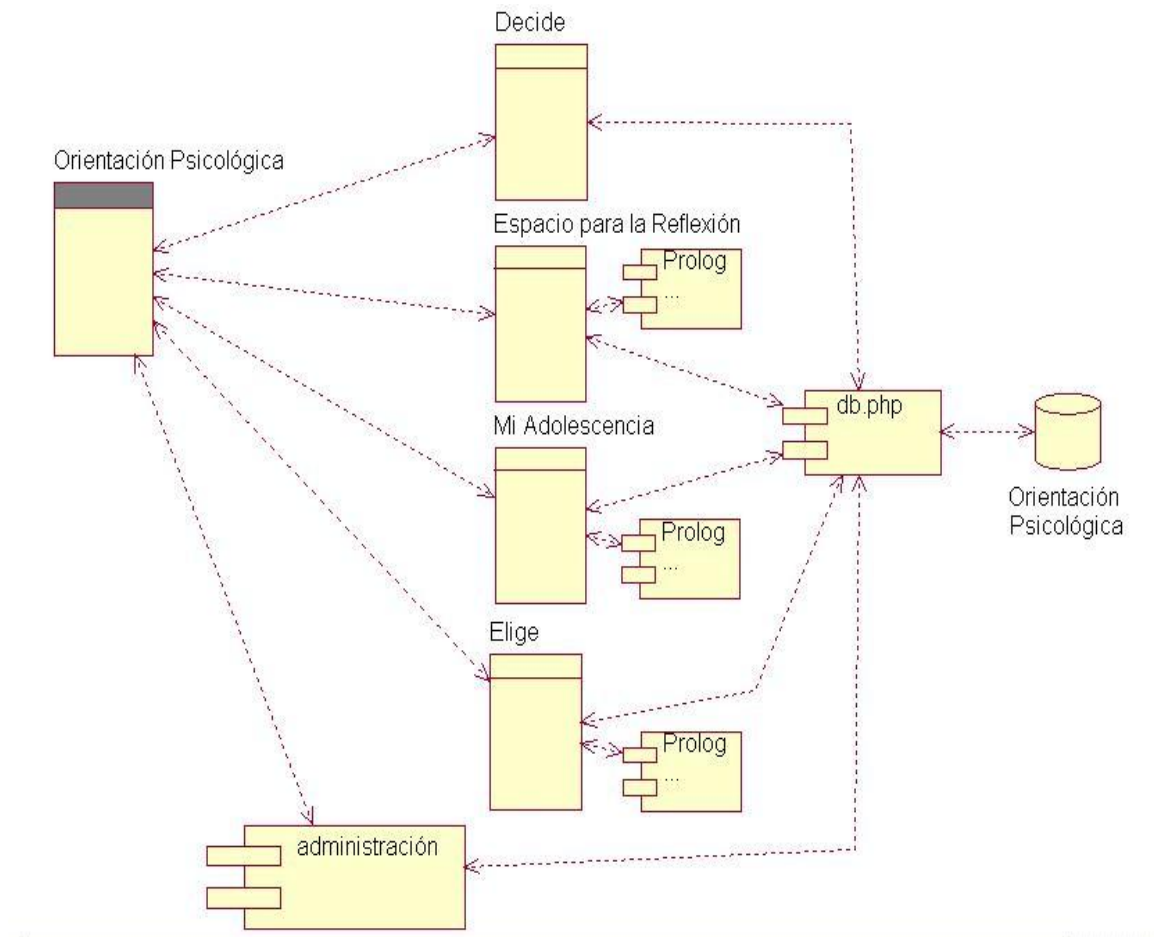 Decide
Orientación Psicológica
Espacio para la Reflexión
Prolog
...
db.php
Mi Adolescencia
Orientación
Psicológica
Prolog
...
Elige
Prolog
...
administración